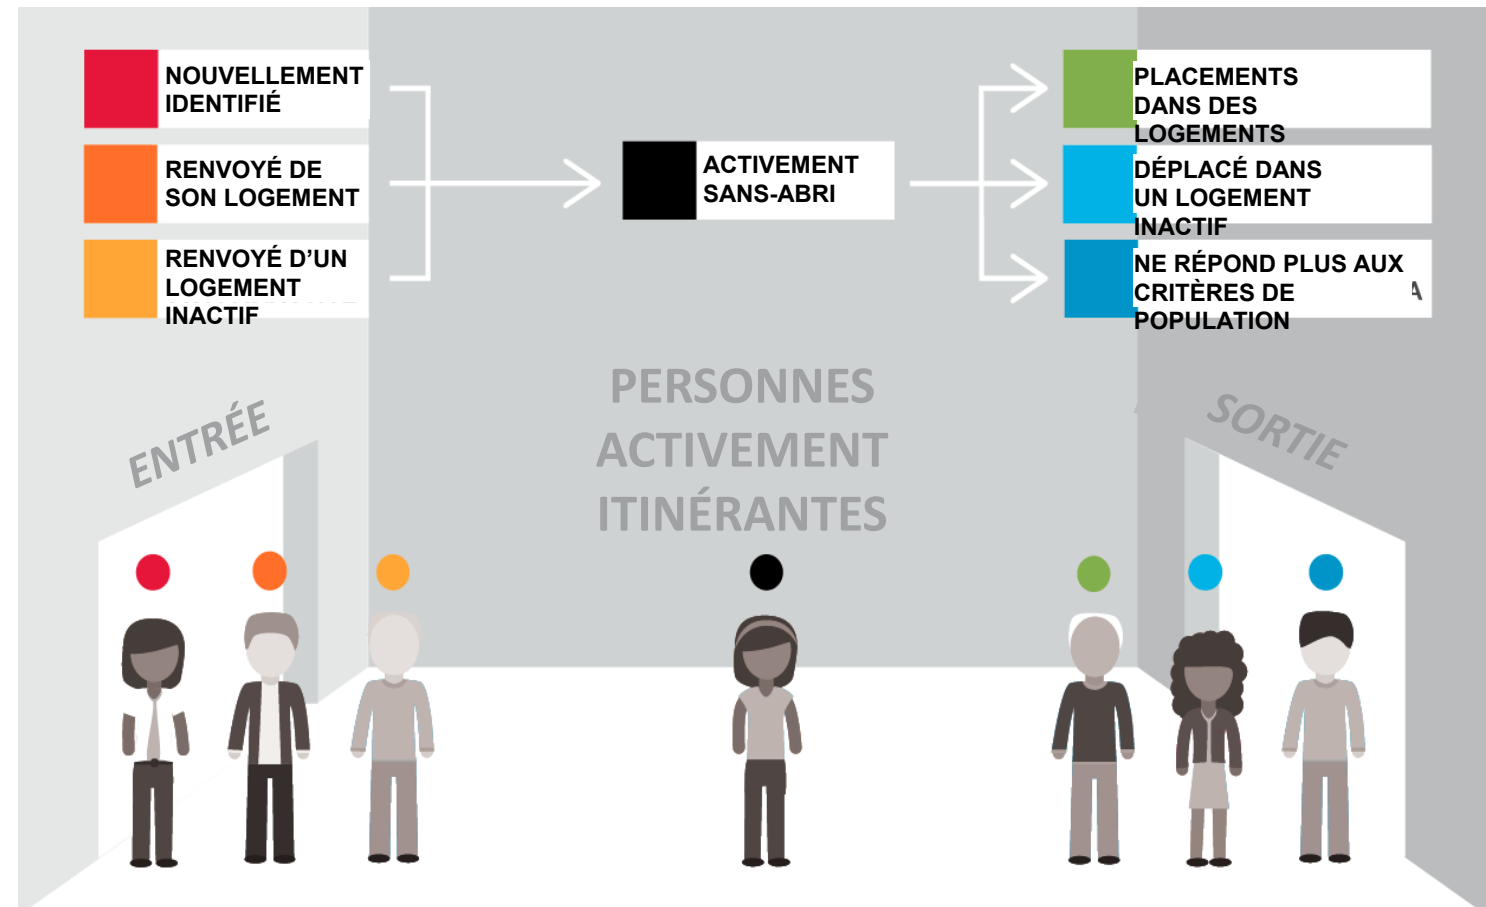 NOUVELLEMENT
IDENTIFIÉ
RENVOYÉ DE
SON LOGEMENT
RENVOYÉ D’UN
LOGEMENT
INACTIF
ACTIVEMENT
SANS-ABRI
PLACEMENTS
DANS DES
LOGEMENTS
DÉPLACÉ DANS
UN LOGEMENT
INACTIF
NE RÉPOND PLUS AUX
CRITÈRES DE
POPULATION
ENTRÉE
PERSONNES
ACTIVEMENT
ITINÉRANTES
SORTIE